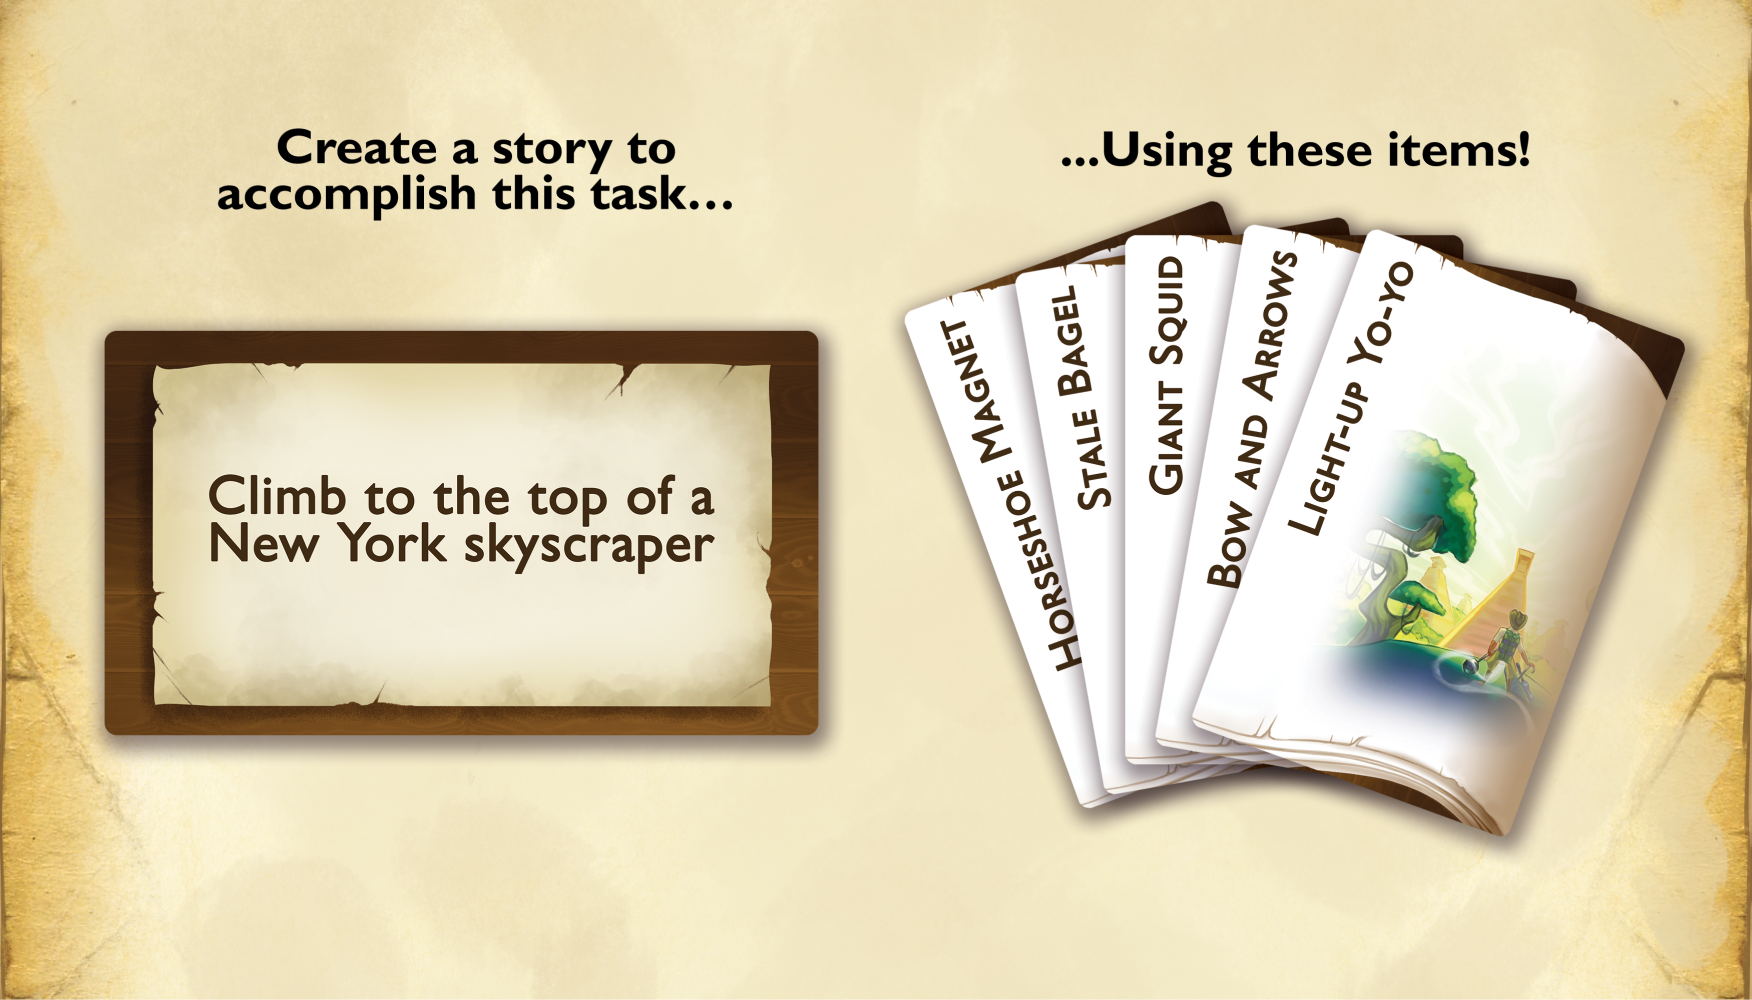 Create a story to
accomplish this task...
...Using these items!
Climb to the top of a
New York skyscraper
Horseshoe Magnet
Stale Bagel
Giant Squid
Bow and Arrows
Light-up Yo-yo